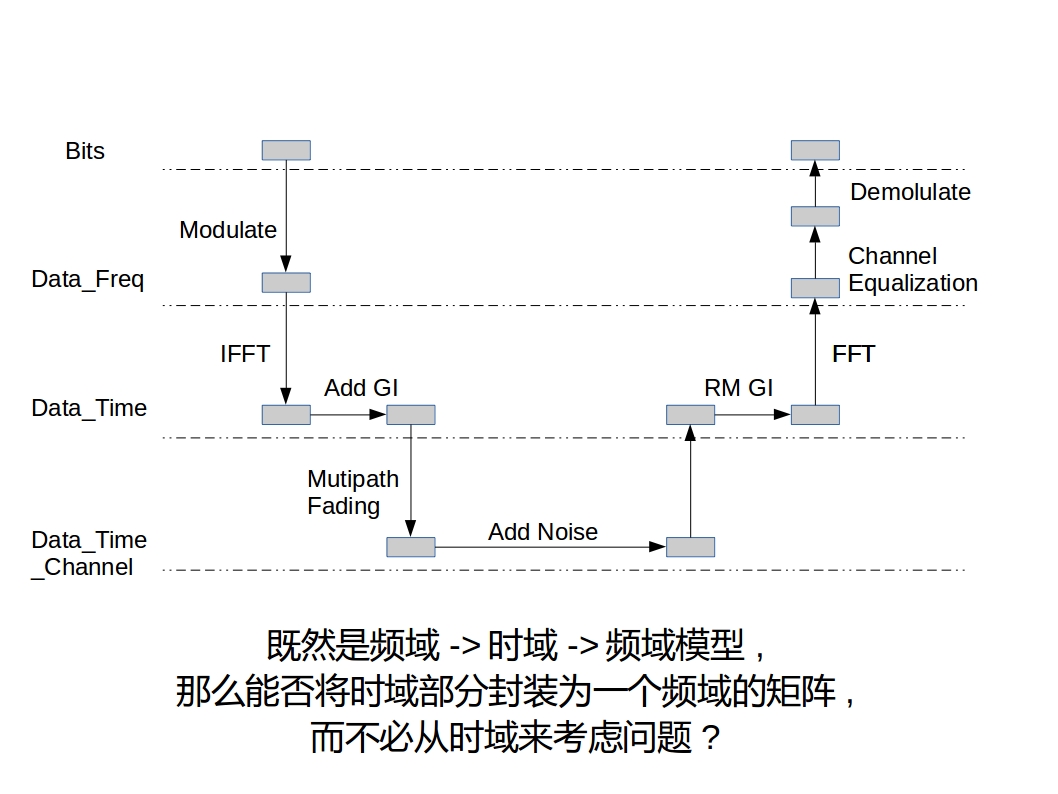 Bits
Demolulate
Modulate
Channel
Equalization
Data_Freq
IFFT
FFT
Add GI
RM GI
Data_Time
Mutipath
Fading
Add Noise
Data_Time
_Channel
既然是频域 -> 时域 -> 频域模型 ,
那么能否将时域部分封装为一个频域的矩阵 ,
而不必从时域来考虑问题 ?